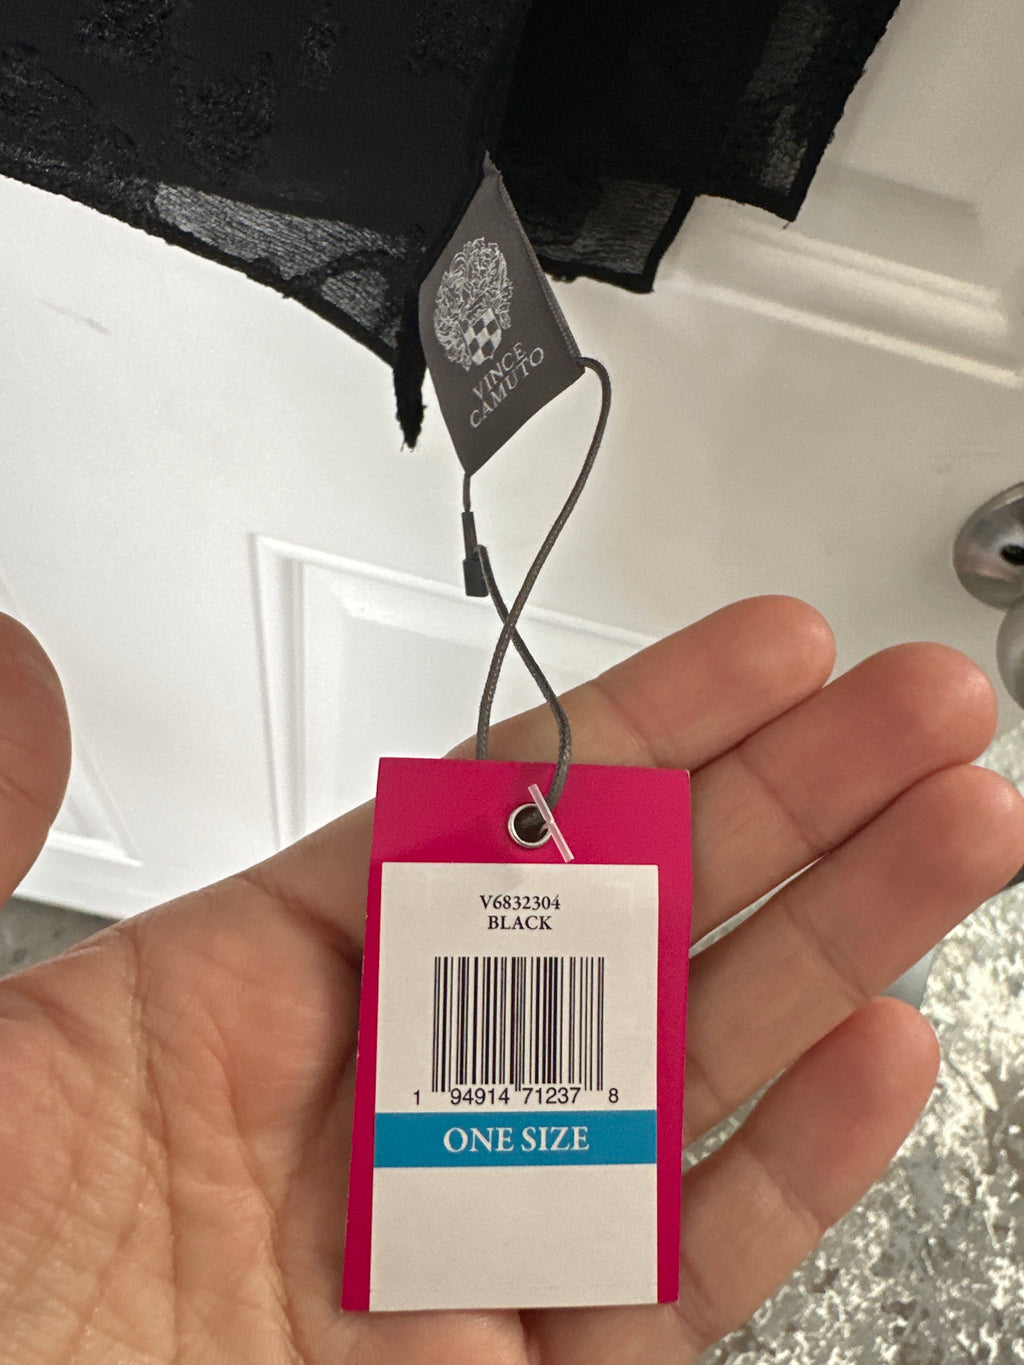 VINCE
CAMUTO
V6832304
BLACK
1 94914 71237 8
ONE SIZE